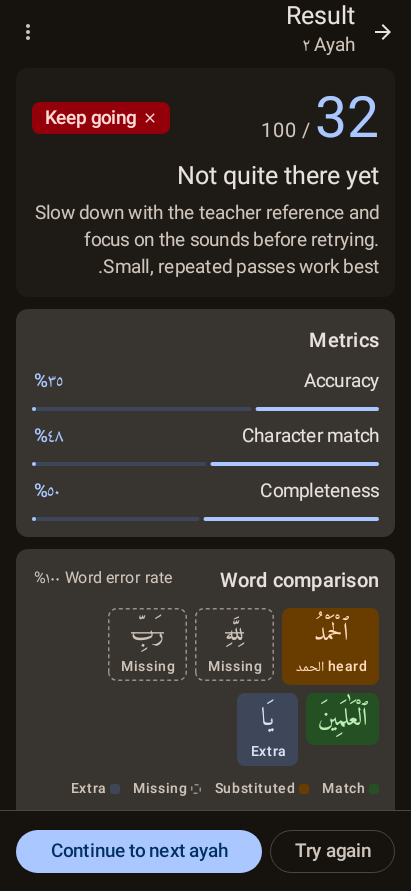 Result
Ayah ٢
32 / 100
Keep going
Not quite there yet
Slow down with the teacher reference and
focus on the sounds before retrying.
Small, repeated passes work best.
Metrics
Accuracy
%٣٥
Character match
%٤٨
Completeness
%٥٠
Word comparison
Word error rate %١٠٠
ٱلْحَمْدُ
heard الحمد
لِلَّهِ
Missing
رَبِّ
Missing
ٱلْعَٰلَمِينَ
يَا
Extra
Match
Substituted
Missing
Extra
Try again
Continue to next ayah